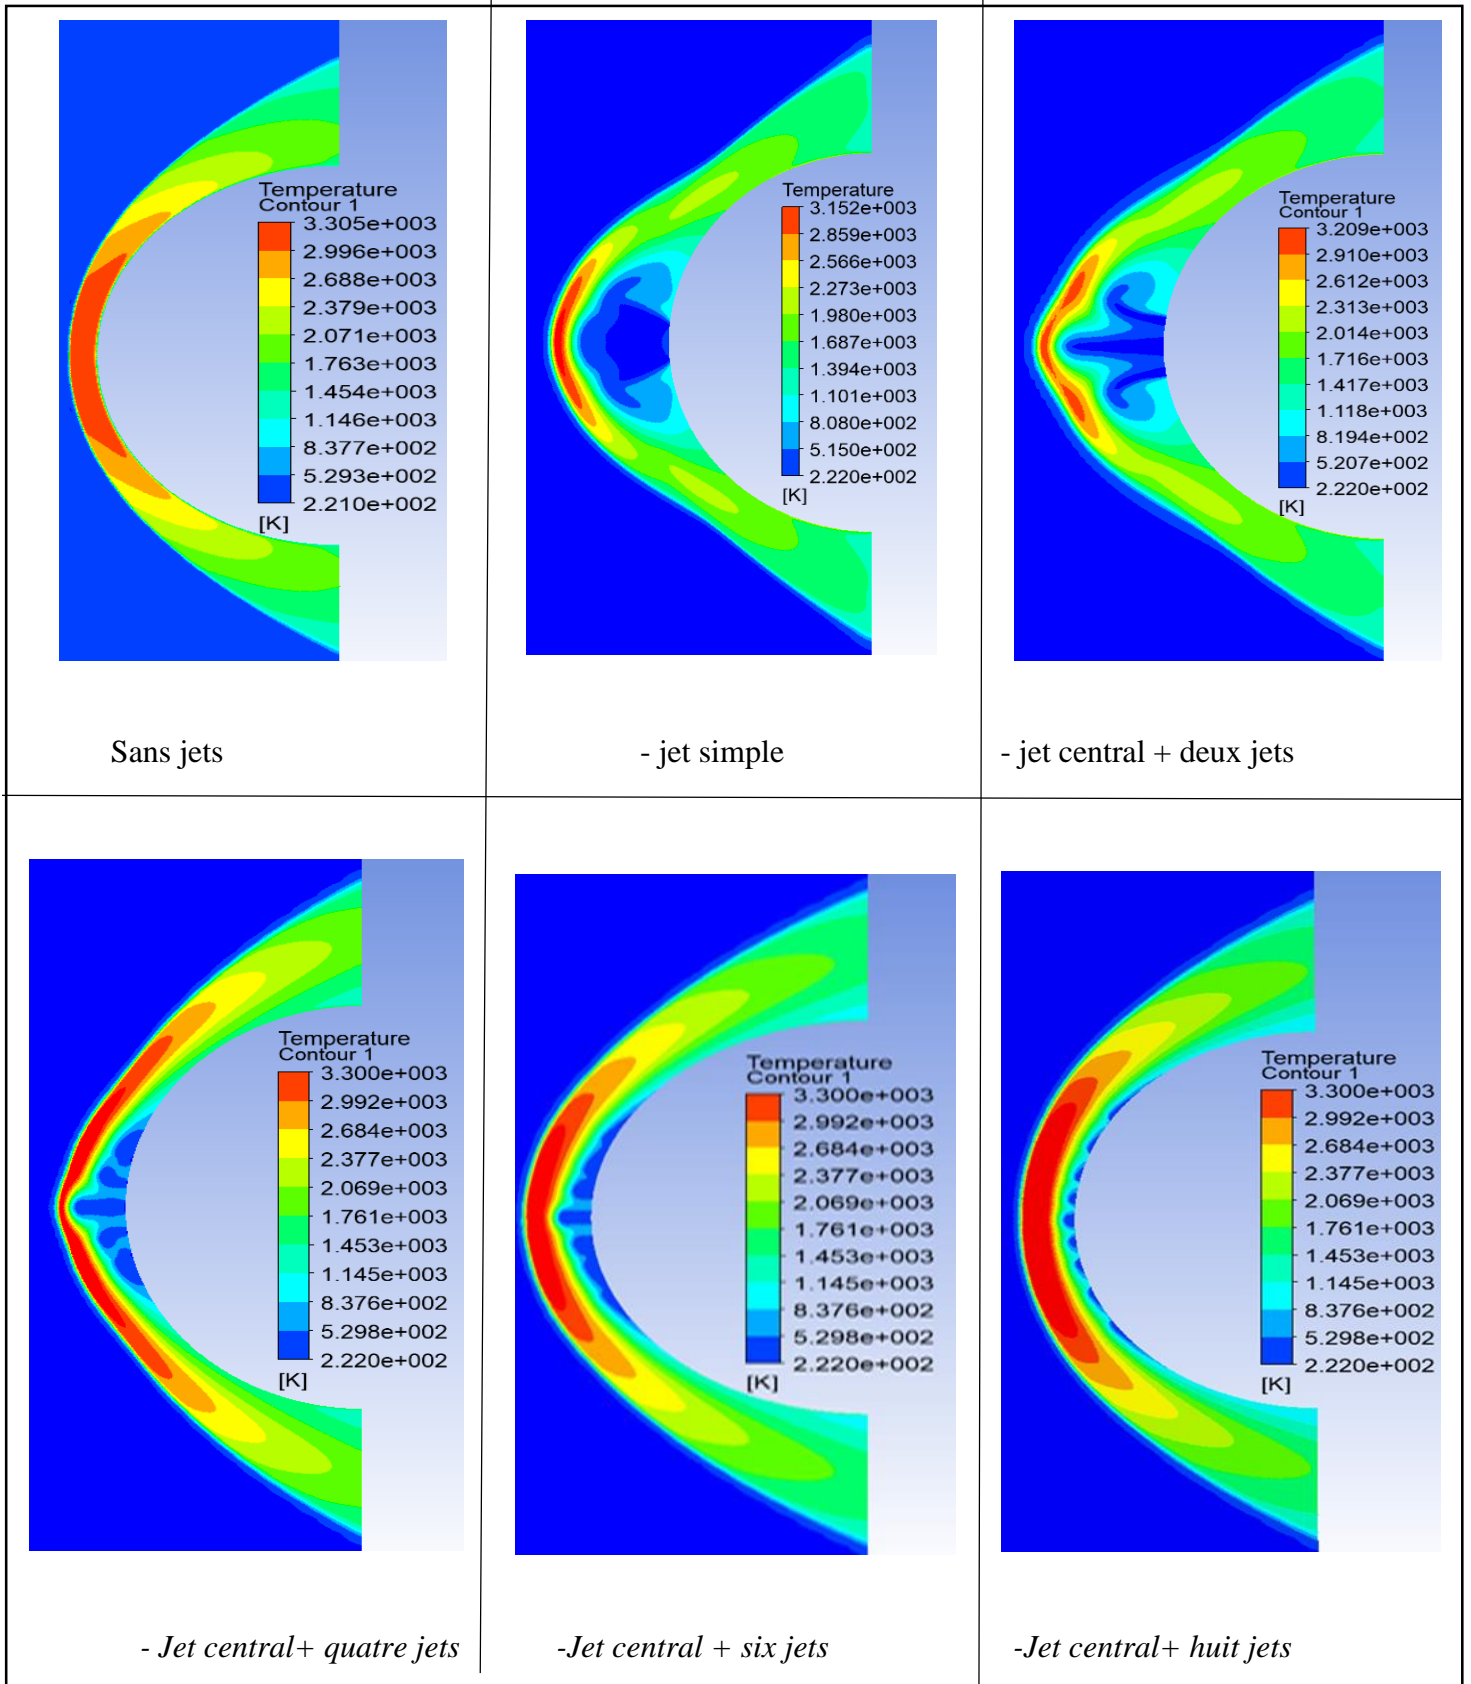 Temperature
Contour 1
3.305e+003
2.996e+003
2.688e+003
2.379e+003
2.071e+003
1.763e+003
1.454e+003
1.146e+003
8.377e+002
5.293e+002
2.210e+002
[K]
Sans jets
Temperature
3.152e+003
2.859e+003
2.566e+003
2.273e+003
1.980e+003
1.687e+003
1.394e+003
1.101e+003
8.080e+002
5.150e+002
2.220e+002
[K]
- jet simple
Temperature
Contour 1
3.209e+003
2.910e+003
2.612e+003
2.313e+003
2.014e+003
1.716e+003
1.417e+003
1.118e+003
8.194e+002
5.207e+002
2.220e+002
[K]
- jet central + deux jets
Temperature
Contour 1
3.300e+003
2.992e+003
2.684e+003
2.377e+003
2.069e+003
1.761e+003
1.453e+003
1.145e+003
8.376e+002
5.298e+002
2.220e+002
[K]
- Jet central+ quatre jets
Temperature
Contour 1
3.300e+003
2.992e+003
2.684e+003
2.377e+003
2.069e+003
1.761e+003
1.453e+003
1.145e+003
8.376e+002
5.298e+002
2.220e+002
[K]
-Jet central + six jets
Temperature
Contour 1
3.300e+003
2.992e+003
2.684e+003
2.377e+003
2.069e+003
1.761e+003
1.453e+003
1.145e+003
8.376e+002
5.298e+002
2.220e+002
[K]
-Jet central+ huit jets